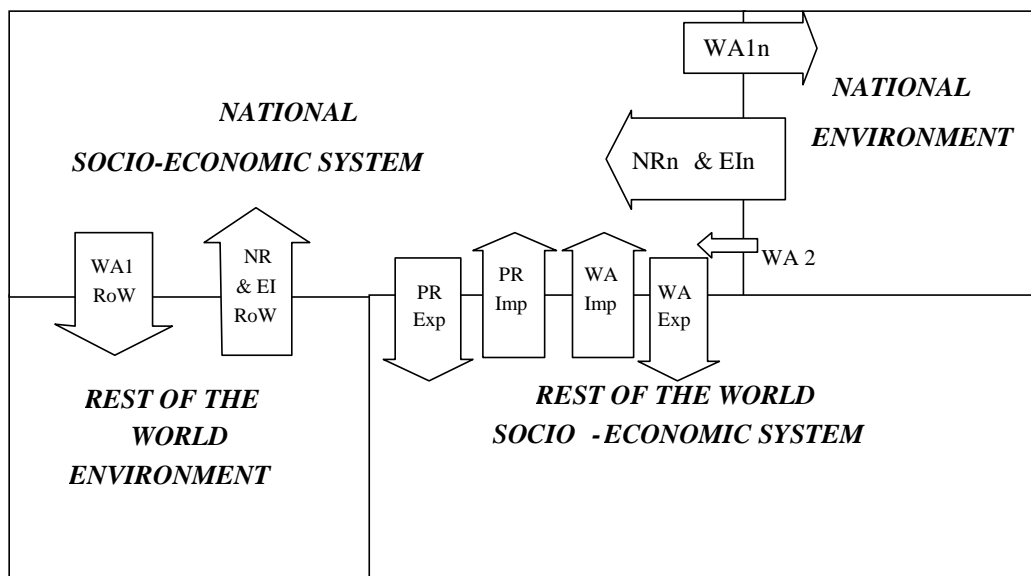 WA1n
NATIONAL
SOCIO-ECONOMIC SYSTEM
NATIONAL
ENVIRONMENT
NRn & EIn
WA 2
WA1
RoW
NR
& EI
RoW
PR
Exp
PR
Imp
WA
Imp
WA
Exp
REST OF THE
WORLD
ENVIRONMENT
REST OF THE WORLD
SOCIO -ECONOMIC SYSTEM